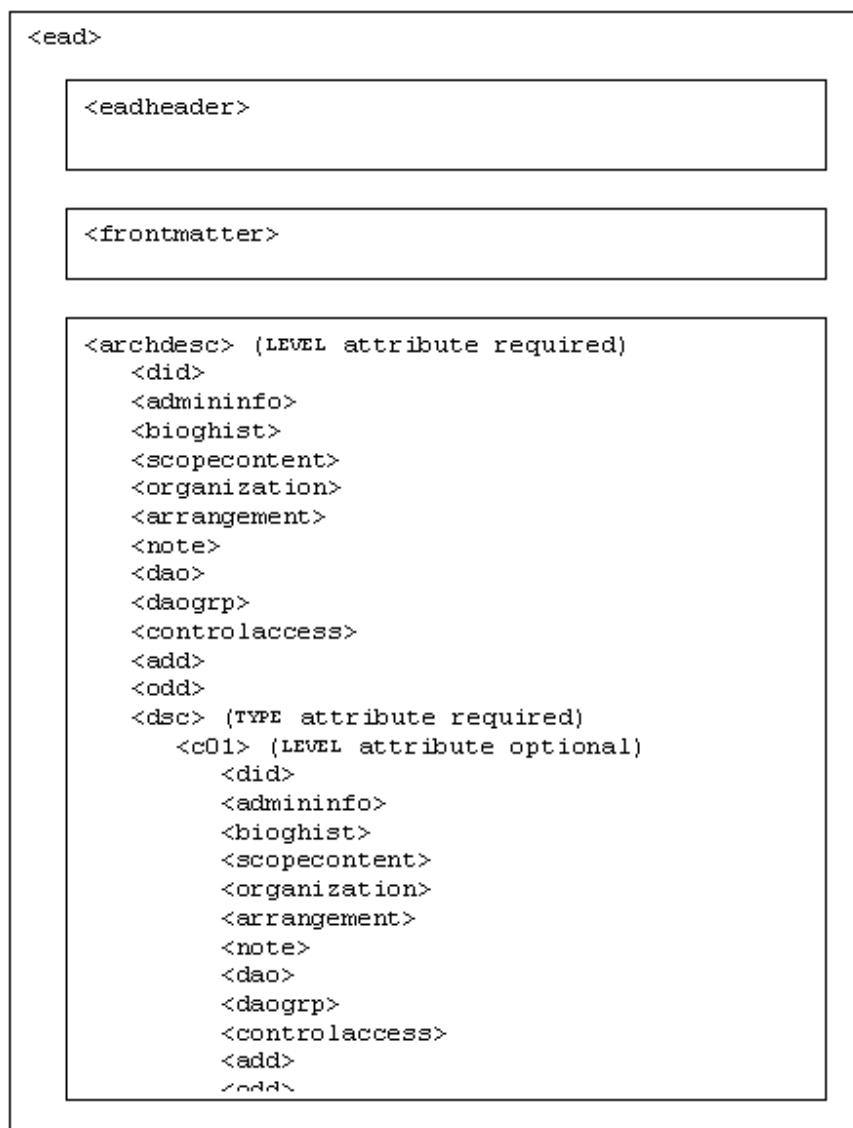 <ead>
<eadheader>
<frontmatter>
<archdesc> (LEVEL attribute required)
<did>
<admininfo>
<bioghist>
<scopecontent>
<organization>
<arrangement>
<note>
<dao>
<daogrp>
<controlaccess>
<add>
<odd>
<dsc> (TYPE attribute required)
<c01> (LEVEL attribute optional)
<did>
<admininfo>
<bioghist>
<scopecontent>
<organization>
<arrangement>
<note>
<dao>
<daogrp>
<controlaccess>
<add>
<odd>